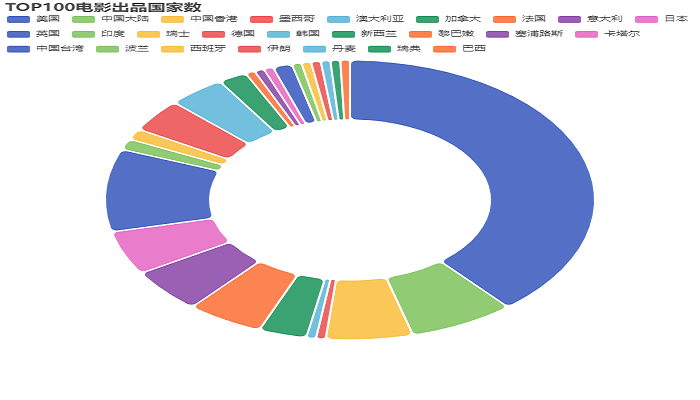 TOP100电影出品国家数
美国 中国大陆 中国香港 墨西哥 澳大利亚 加拿大 法国 意大利 日本
英国 印度 瑞士 德国 韩国 新西兰 黎巴嫩 塞浦路斯 卡塔尔
中国台湾 波兰 西班牙 伊朗 丹麦 瑞典 巴西